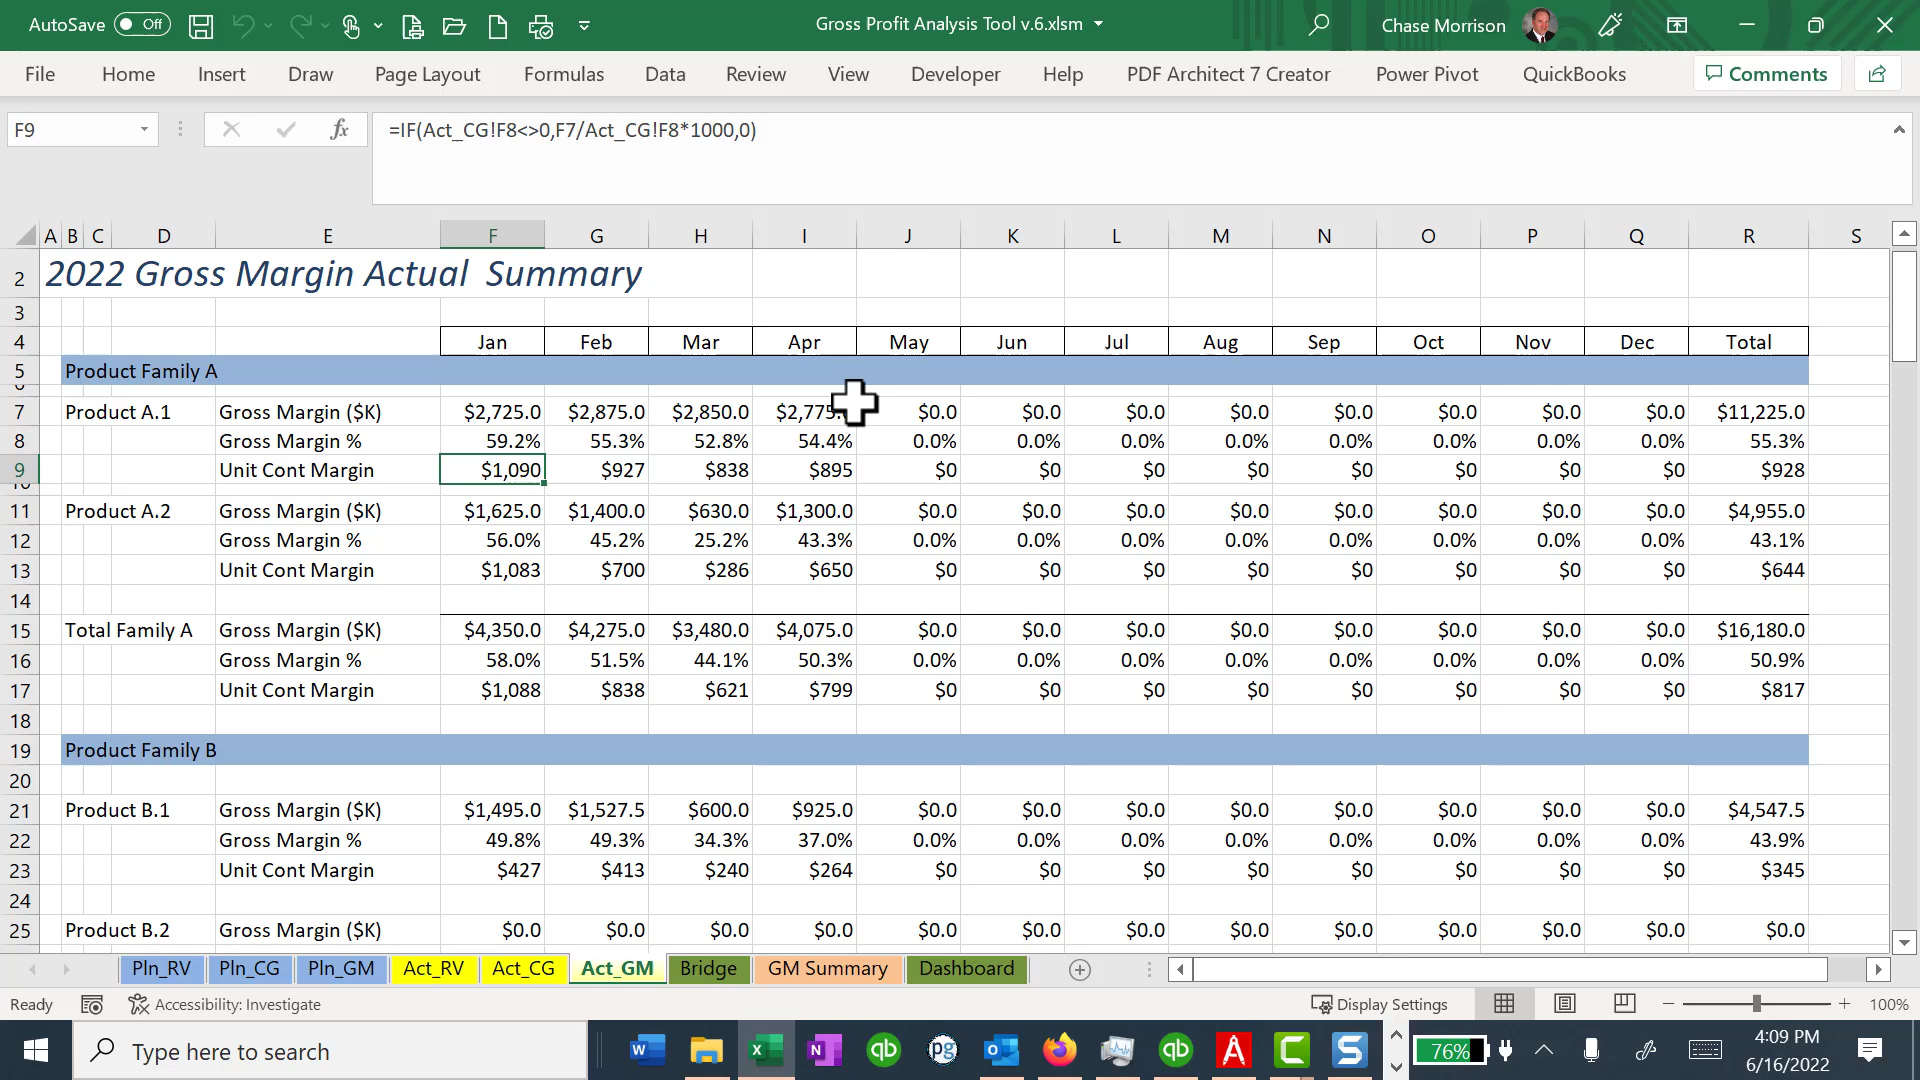 AutoSave Off Gross Profit Analysis Tool v.6.xlsm Chase Morrison
File Home Insert Draw Page Layout Formulas Data Review View Developer Help PDF Architect 7 Creator Power Pivot QuickBooks Comments
F9 fx =IF(Act_CG!F8<>0,F7/Act_CG!F8*1000,0)
A B C D E F G H I J K L M N O P Q R S
2 2022 Gross Margin Actual Summary
3
4 Jan Feb Mar Apr May Jun Jul Aug Sep Oct Nov Dec Total
5 Product Family A
7 Product A.1 Gross Margin ($K) $2,725.0 $2,875.0 $2,850.0 $2,775. $0.0 $0.0 $0.0 $0.0 $0.0 $0.0 $0.0 $0.0 $11,225.0
8 Gross Margin % 59.2% 55.3% 52.8% 54.4% 0.0% 0.0% 0.0% 0.0% 0.0% 0.0% 0.0% 0.0% 55.3%
9 Unit Cont Margin $1,090 $927 $838 $895 $0 $0 $0 $0 $0 $0 $0 $0 $928
11 Product A.2 Gross Margin ($K) $1,625.0 $1,400.0 $630.0 $1,300.0 $0.0 $0.0 $0.0 $0.0 $0.0 $0.0 $0.0 $0.0 $4,955.0
12 Gross Margin % 56.0% 45.2% 25.2% 43.3% 0.0% 0.0% 0.0% 0.0% 0.0% 0.0% 0.0% 0.0% 43.1%
13 Unit Cont Margin $1,083 $700 $286 $650 $0 $0 $0 $0 $0 $0 $0 $0 $644
14
15 Total Family A Gross Margin ($K) $4,350.0 $4,275.0 $3,480.0 $4,075.0 $0.0 $0.0 $0.0 $0.0 $0.0 $0.0 $0.0 $0.0 $16,180.0
16 Gross Margin % 58.0% 51.5% 44.1% 50.3% 0.0% 0.0% 0.0% 0.0% 0.0% 0.0% 0.0% 0.0% 50.9%
17 Unit Cont Margin $1,088 $838 $621 $799 $0 $0 $0 $0 $0 $0 $0 $0 $817
18
19 Product Family B
20
21 Product B.1 Gross Margin ($K) $1,495.0 $1,527.5 $600.0 $925.0 $0.0 $0.0 $0.0 $0.0 $0.0 $0.0 $0.0 $0.0 $4,547.5
22 Gross Margin % 49.8% 49.3% 34.3% 37.0% 0.0% 0.0% 0.0% 0.0% 0.0% 0.0% 0.0% 0.0% 43.9%
23 Unit Cont Margin $427 $413 $240 $264 $0 $0 $0 $0 $0 $0 $0 $0 $345
24
25 Product B.2 Gross Margin ($K) $0.0 $0.0 $0.0 $0.0 $0.0 $0.0 $0.0 $0.0 $0.0 $0.0 $0.0 $0.0 $0.0
Pln_RV Pln_CG Pln_GM Act_RV Act_CG Act_GM Bridge GM Summary Dashboard
Ready Accessibility: Investigate Display Settings 100%
Type here to search 76% 4:09 PM
6/16/2022